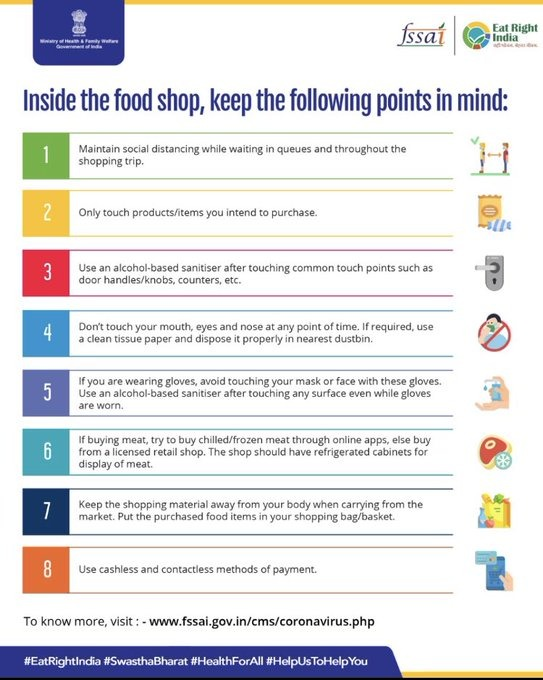 Ministry of Health & Family Welfare
Government of India
fssai
Eat Right
India
सही भोजन. बेहतर जीवन.
Inside the food shop, keep the following points in mind:
1
Maintain social distancing while waiting in queues and throughout the
shopping trip.
2
Only touch products/items you intend to purchase.
3
Use an alcohol-based sanitiser after touching common touch points such as
door handles/knobs, counters, etc.
4
Don't touch your mouth, eyes and nose at any point of time. If required, use
a clean tissue paper and dispose it properly in nearest dustbin.
5
If you are wearing gloves, avoid touching your mask or face with these gloves.
Use an alcohol-based sanitiser after touching any surface even while gloves
are worn.
6
If buying meat, try to buy chilled/frozen meat through online apps, else buy
from a licensed retail shop. The shop should have refrigerated cabinets for
display of meat.
7
Keep the shopping material away from your body when carrying from the
market. Put the purchased food items in your shopping bag/basket.
8
Use cashless and contactless methods of payment.
To know more, visit : - www.fssai.gov.in/cms/coronavirus.php
#EatRightIndia #SwasthaBharat #HealthForAll #HelpUsToHelpYou